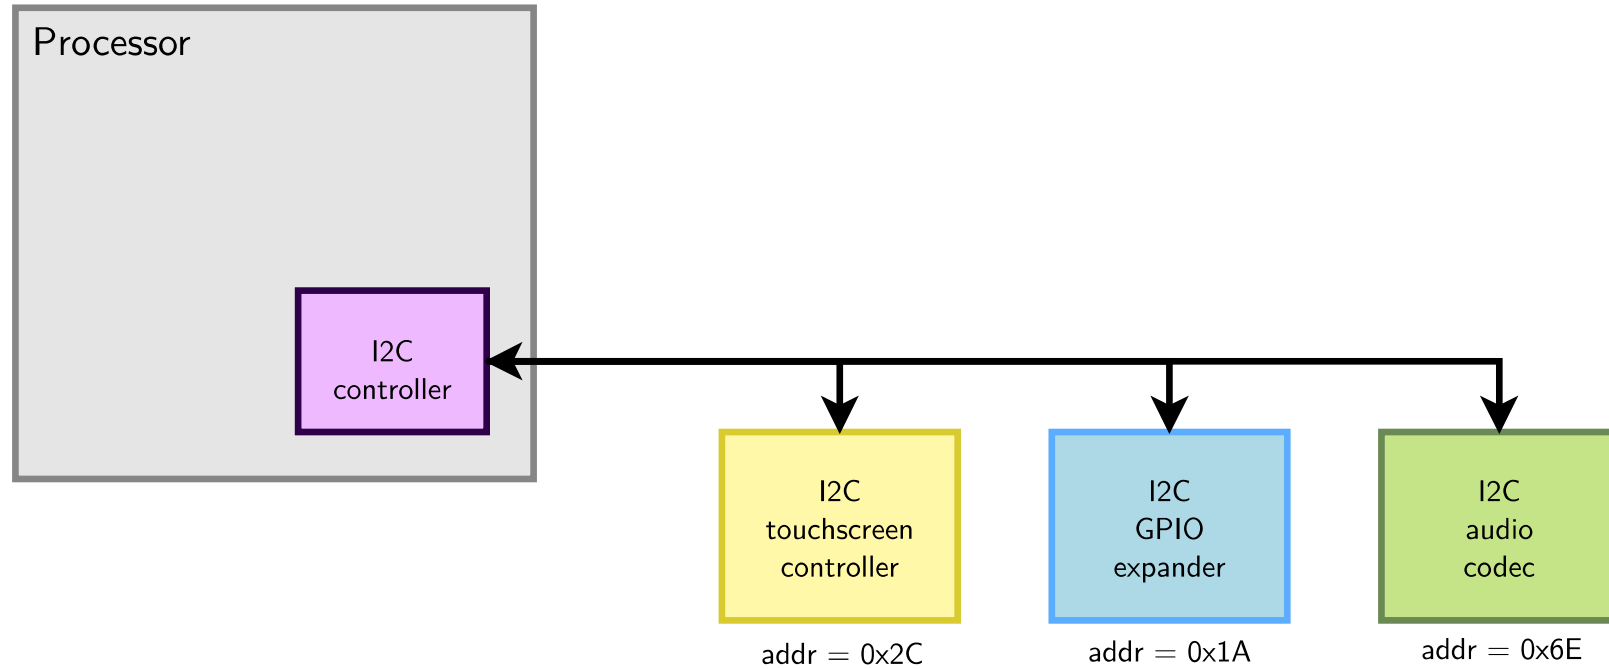 Processor
I2C
controller
I2C
touchscreen
controller
I2C
GPIO
expander
I2C
audio
codec
addr = 0x2C
addr = 0x1A
addr = 0x6E